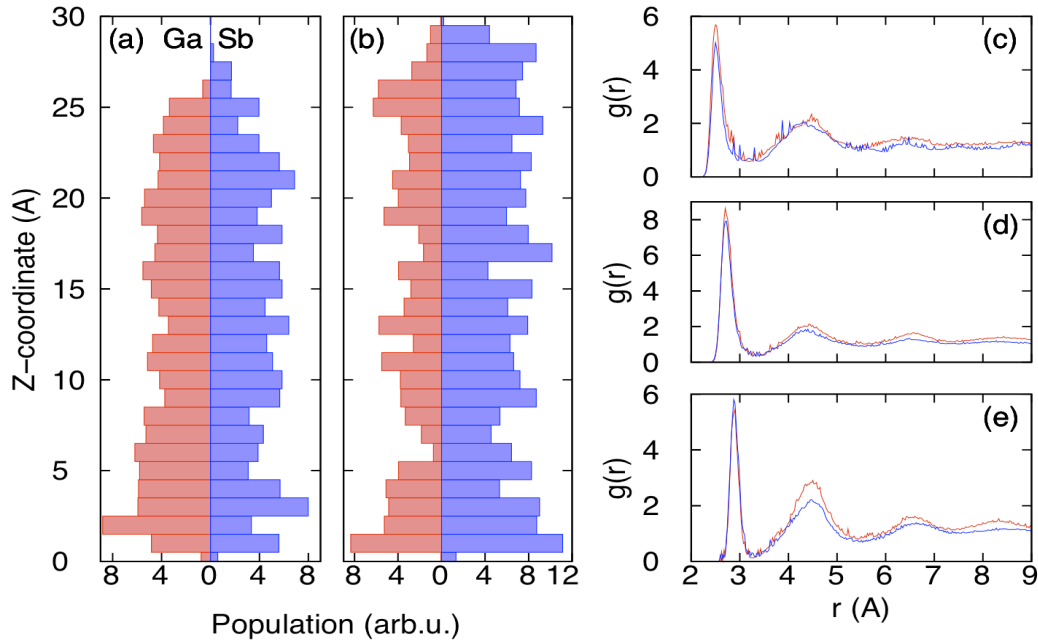 (a) Ga Sb
(b)
30
25
20
15
10
5
0
Z-coordinate (A)
8 4 0 4 8
8 4 0 4 8 12
Population (arb.u.)
(c)
6
4
2
0
g(r)
(d)
8
6
4
2
0
g(r)
(e)
6
4
2
0
g(r)
2 3 4 5 6 7 8 9
r (A)